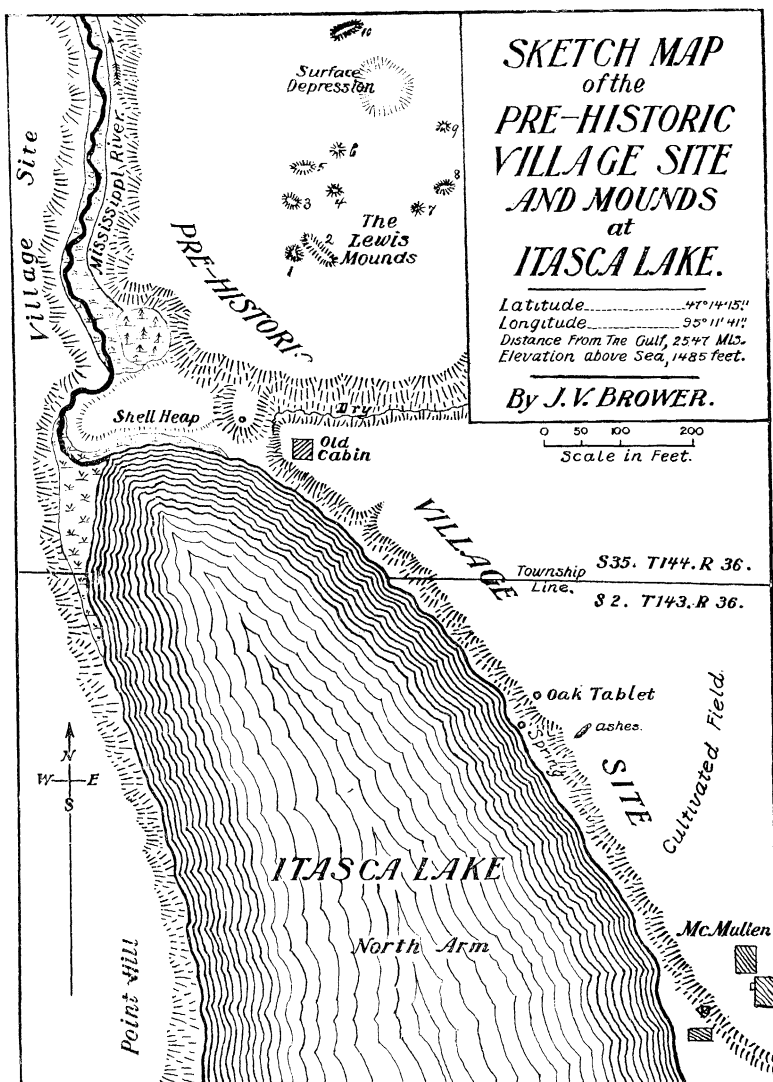 SKETCH MAP
of the
PRE-HISTORIC
VILLAGE SITE
AND MOUNDS
at
ITASCA LAKE.
Latitude 47° 14' 15"
Longitude 95° 11' 41"
Distance From The Gulf, 2547 Mls.
Elevation above Sea, 1485 feet.
By J. V. BROWER.
0 50 100 200
Scale in Feet.
10
Surface
Depression
9
6
5
8
3
4
7
The
Lewis
Mounds
2
1
Village Site
Mississippi River
PRE-HISTORIC
VILLAGE
SITE
Shell Heap
Dry
Old
Cabin
Township
Line.
S35. T144. R 36.
S 2. T143. R 36.
Oak Tablet
Spring
ashes.
Cultivated Field.
N
W E
S
ITASCA LAKE
North Arm
Point Hill
McMullen